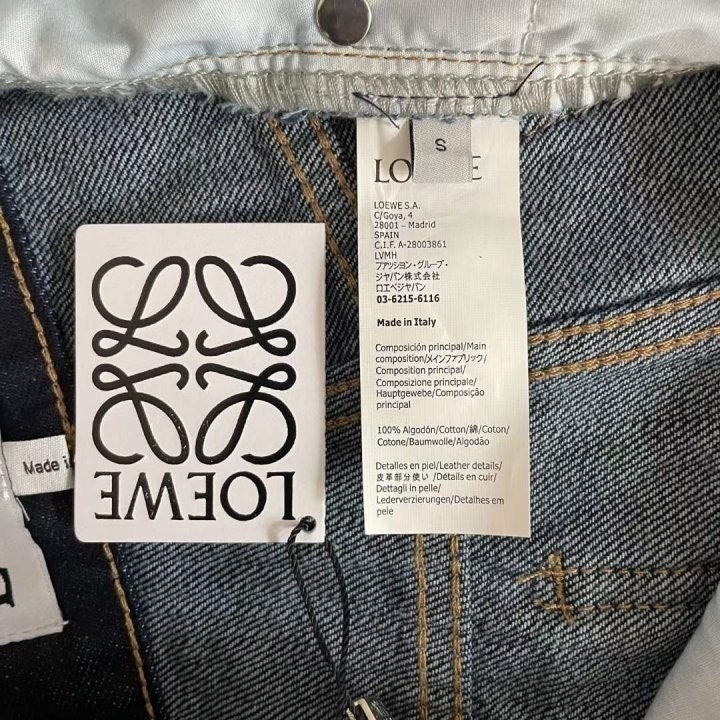 S
LO E
LOEWE S.A.
C/Goya, 4
28001 – Madrid
SPAIN
C.I.F. A-28003861
LVMH
ファッション・グループ・
ジャパン株式会社
ロエベジャパン
03-6215-6116
Made in Italy
Composición principal/Main
composition/メインファブリック/
Composition principal/
Composizione principale/
Hauptgewebe/Composição
principal
100% Algodón/Cotton/綿/Coton/
Cotone/Baumwolle/Algodão
Detalles en piel/Leather details/
皮革部分使い /Détails en cuir/
Dettagli in pelle/
Lederverzierungen/Detalhes em
pele
LOEWE
Made i